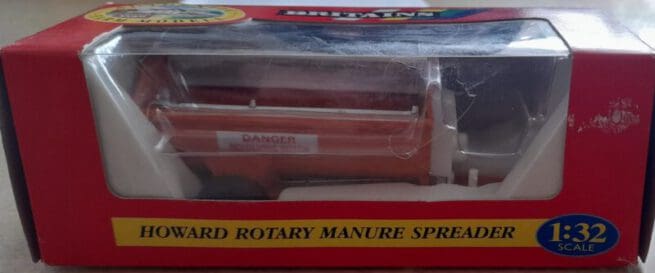 BRITAINS
DANGER
HOWARD ROTARY MANURE SPREADER
1:32
SCALE